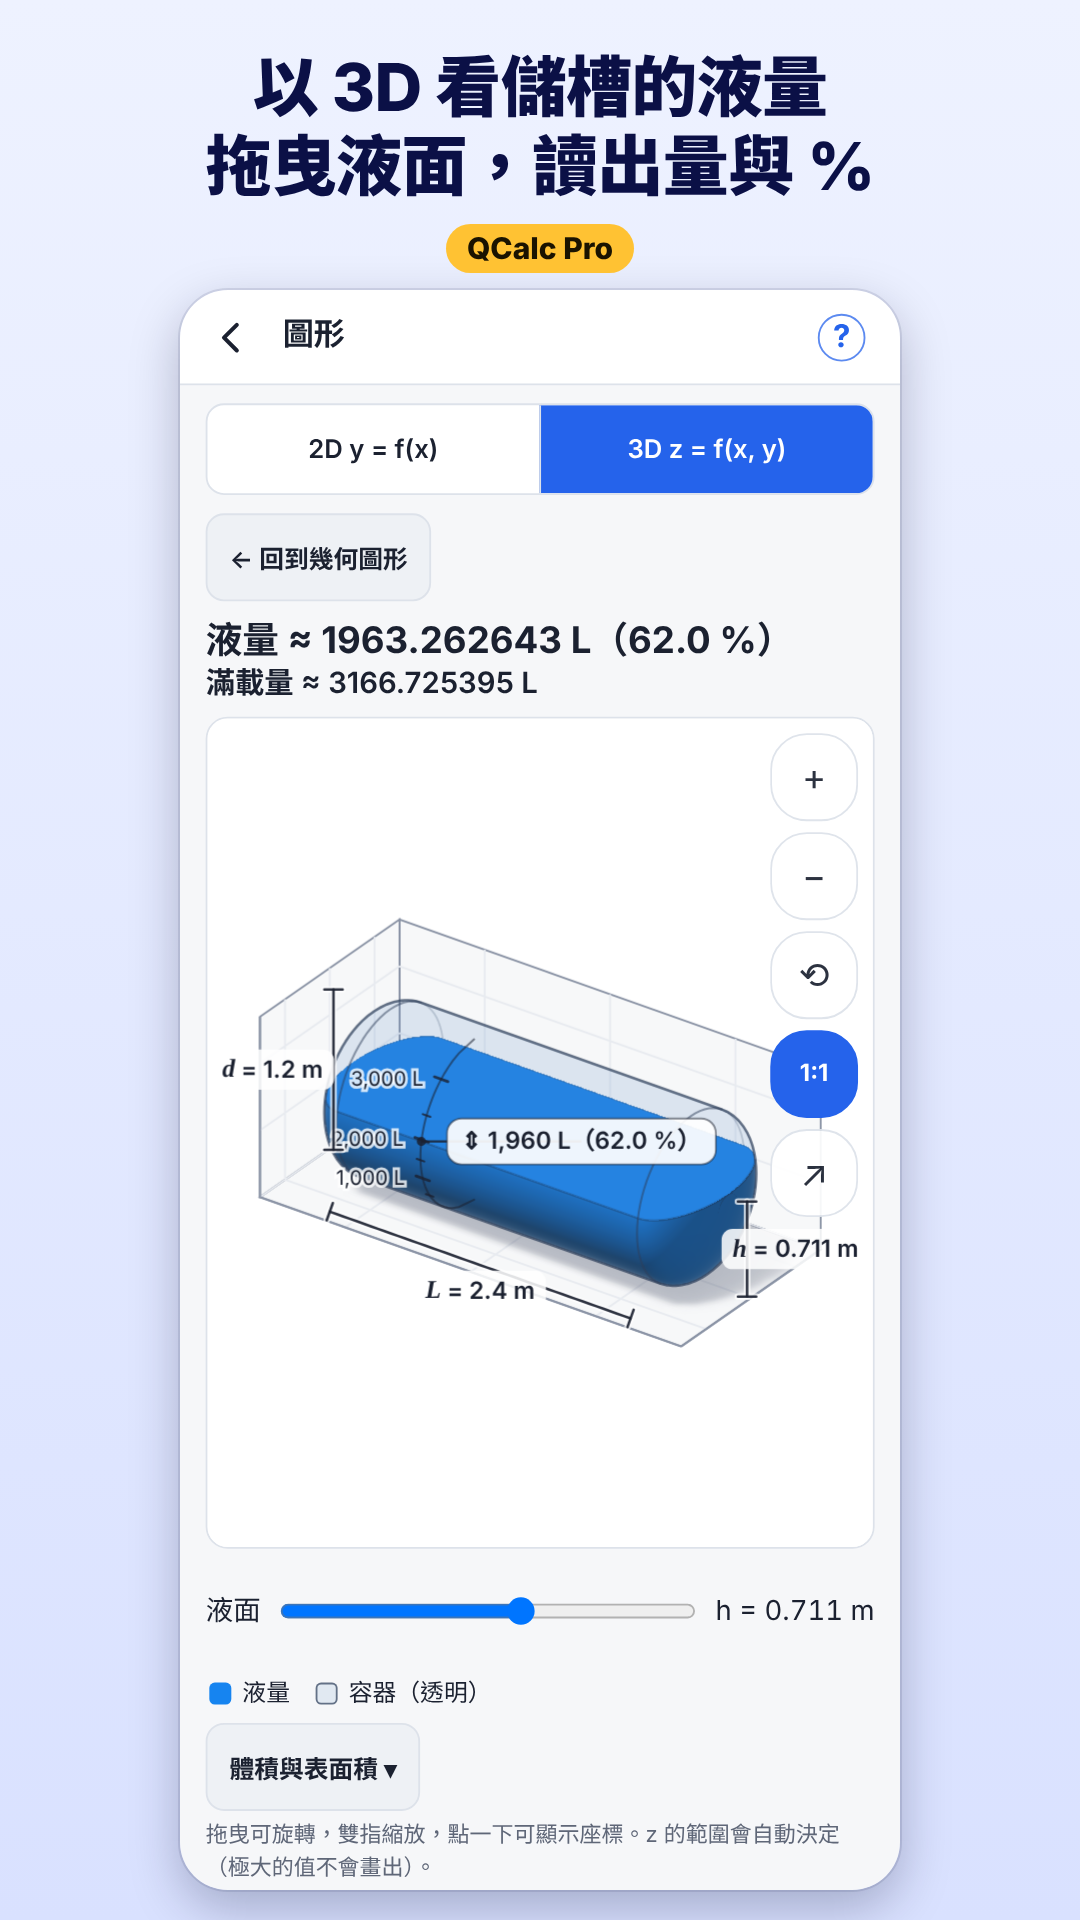 以 3D 看儲槽的液量
拖曳液面，讀出量與 %
QCalc Pro
圖形
?
2D y = f(x)
3D z = f(x, y)
← 回到幾何圖形
液量 ≈ 1963.262643 L（62.0 %）
滿載量 ≈ 3166.725395 L
+
−
⟲
1:1
↗
d = 1.2 m
3,000 L
2,000 L
⇕ 1,960 L（62.0 %）
1,000 L
h = 0.711 m
L = 2.4 m
液面
h = 0.711 m
液量
容器（透明）
體積與表面積 ▾
拖曳可旋轉，雙指縮放，點一下可顯示座標。z 的範圍會自動決定
（極大的值不會畫出）。